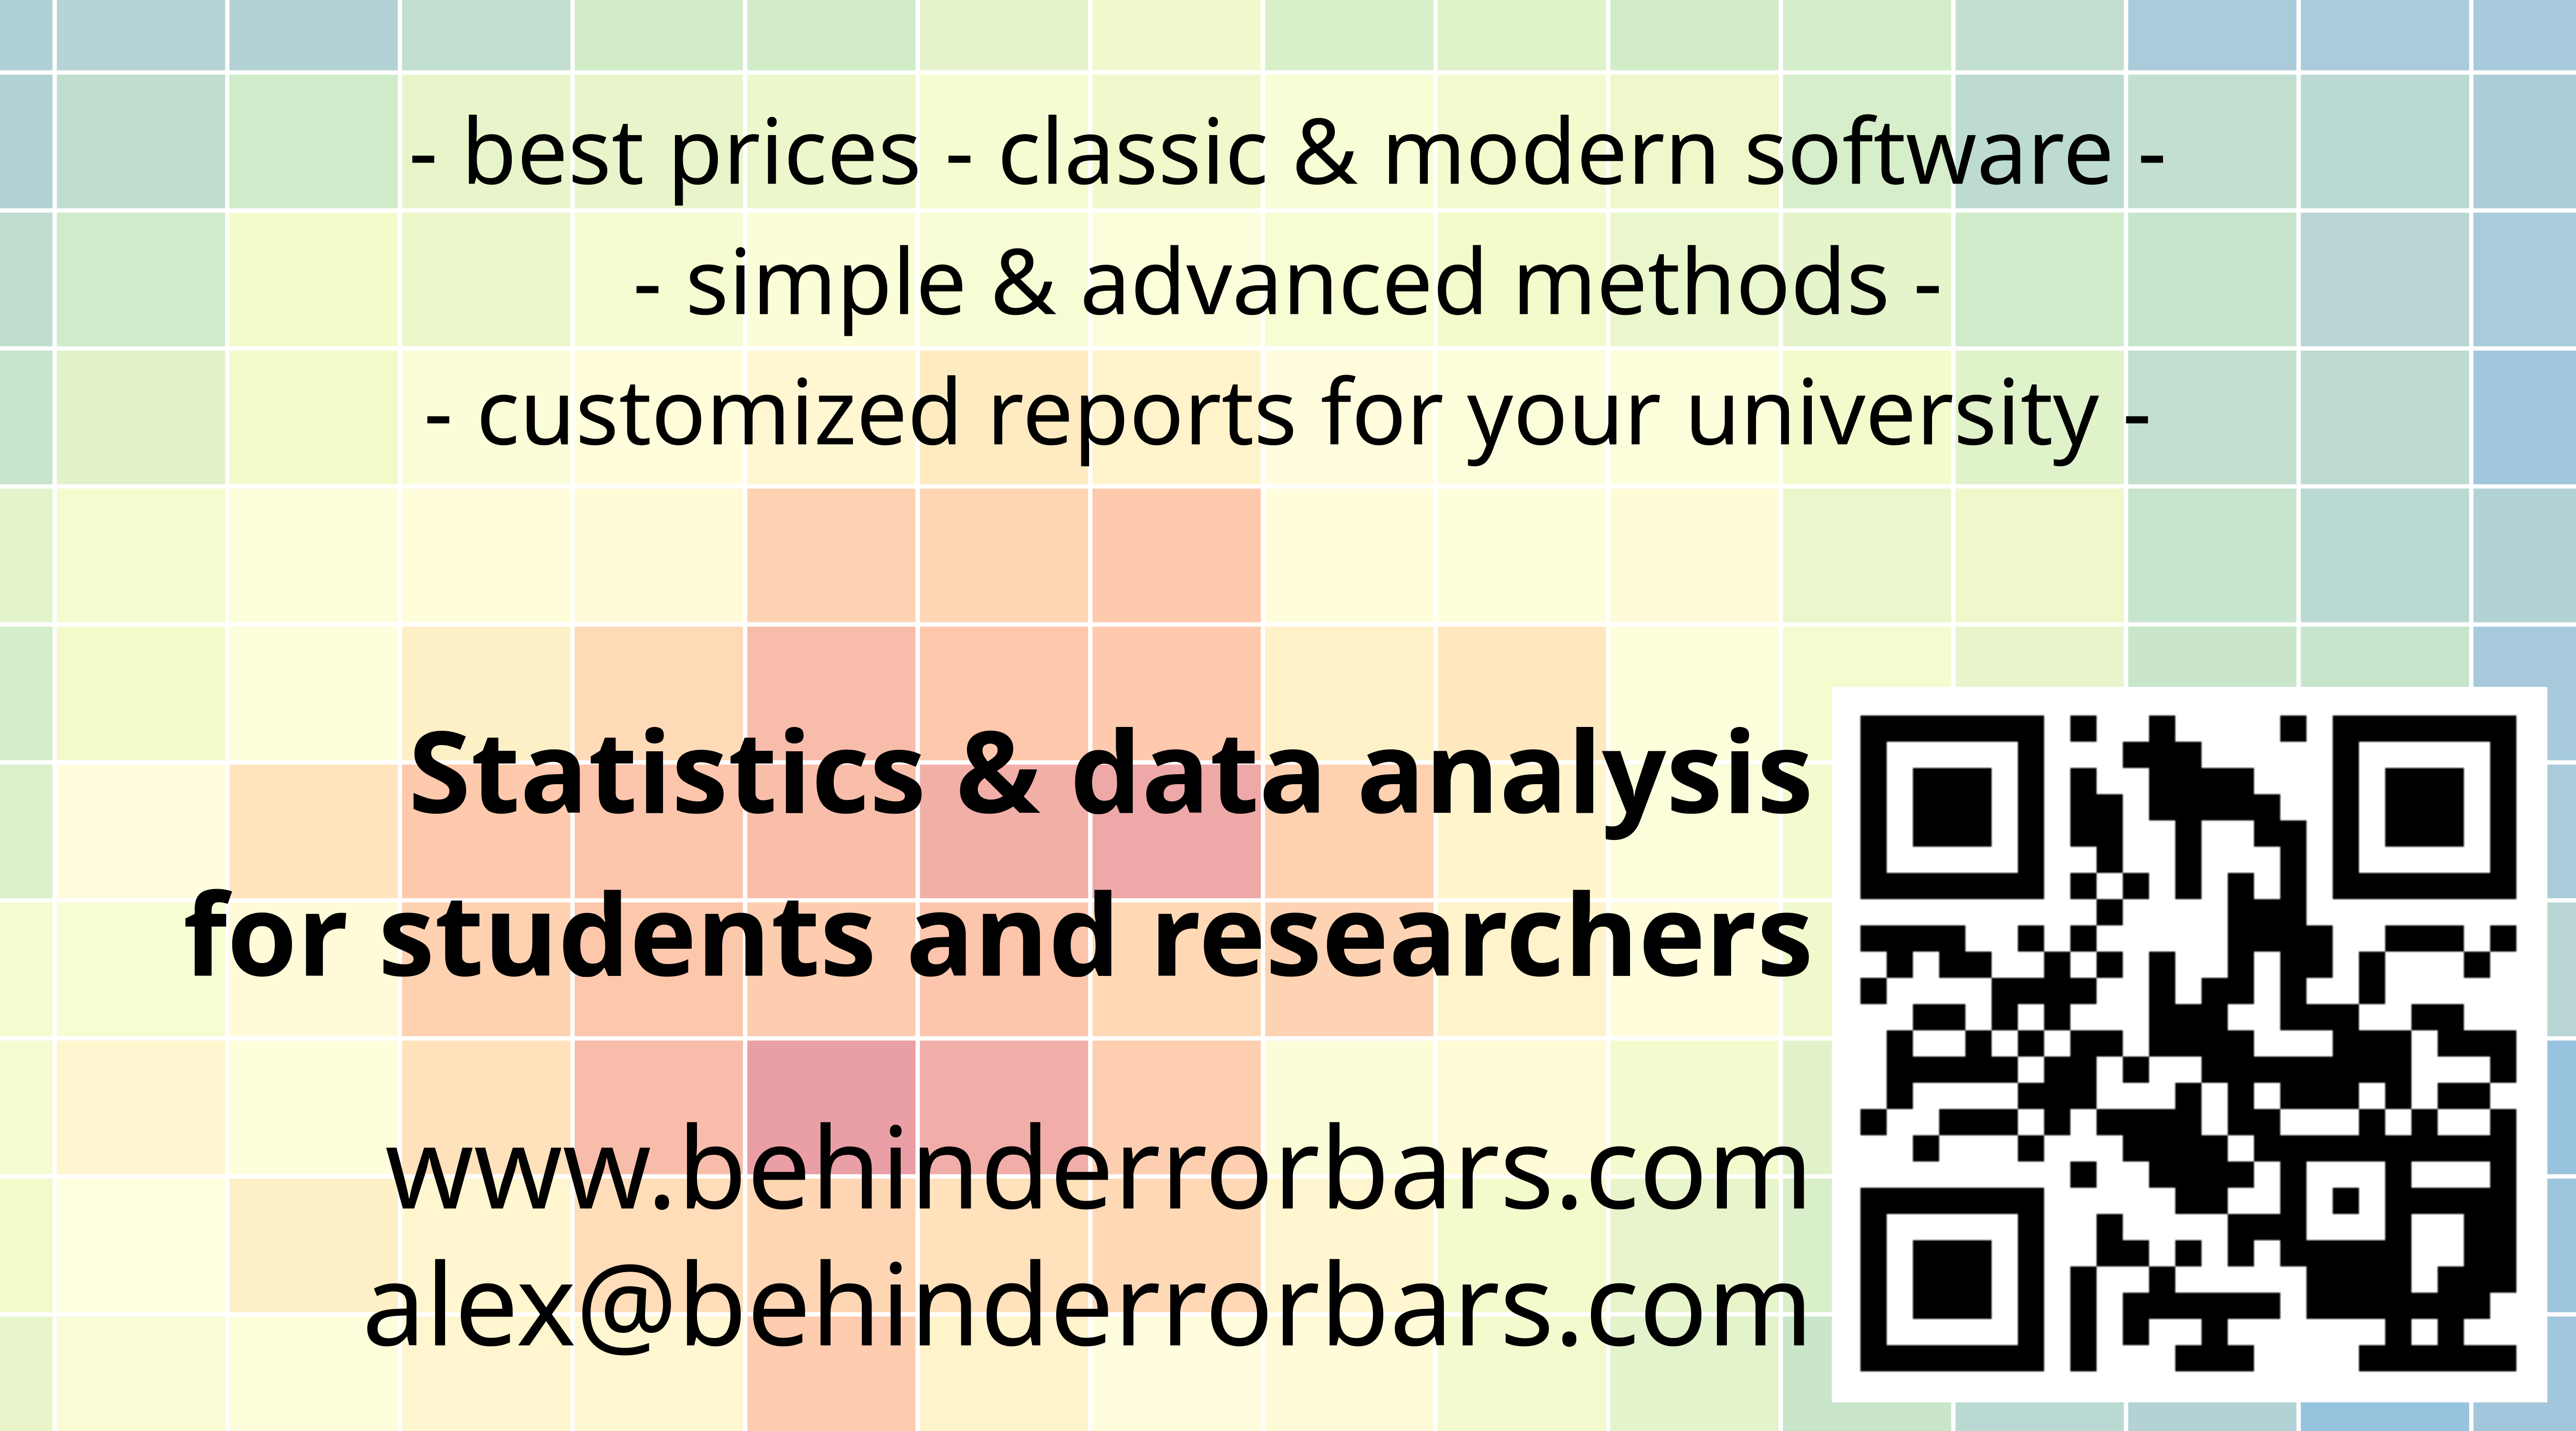 - best prices - classic & modern software -
- simple & advanced methods -
- customized reports for your university -
Statistics & data analysis
for students and researchers
www.behinderrorbars.com
alex@behinderrorbars.com